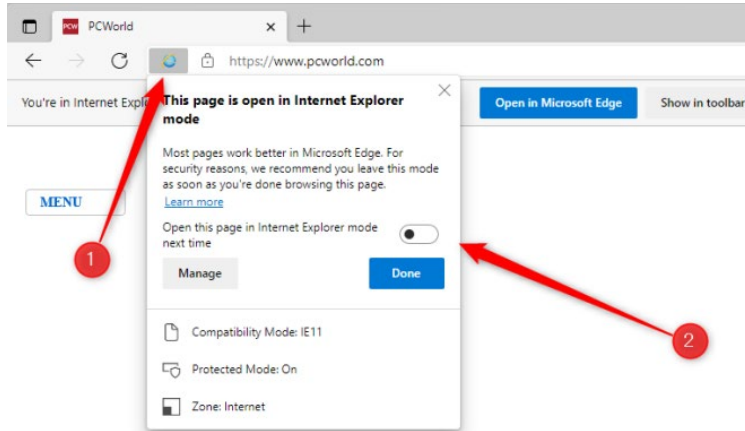 PCW PCWorld
https://www.pcworld.com
You're in Internet Expl
Open in Microsoft Edge
Show in toolbar
This page is open in Internet Explorer
mode
Most pages work better in Microsoft Edge. For
security reasons, we recommend you leave this mode
as soon as you're done browsing this page.
Learn more
MENU
Open this page in Internet Explorer mode
next time
1
Manage
Done
2
Compatibility Mode: IE11
Protected Mode: On
Zone: Internet